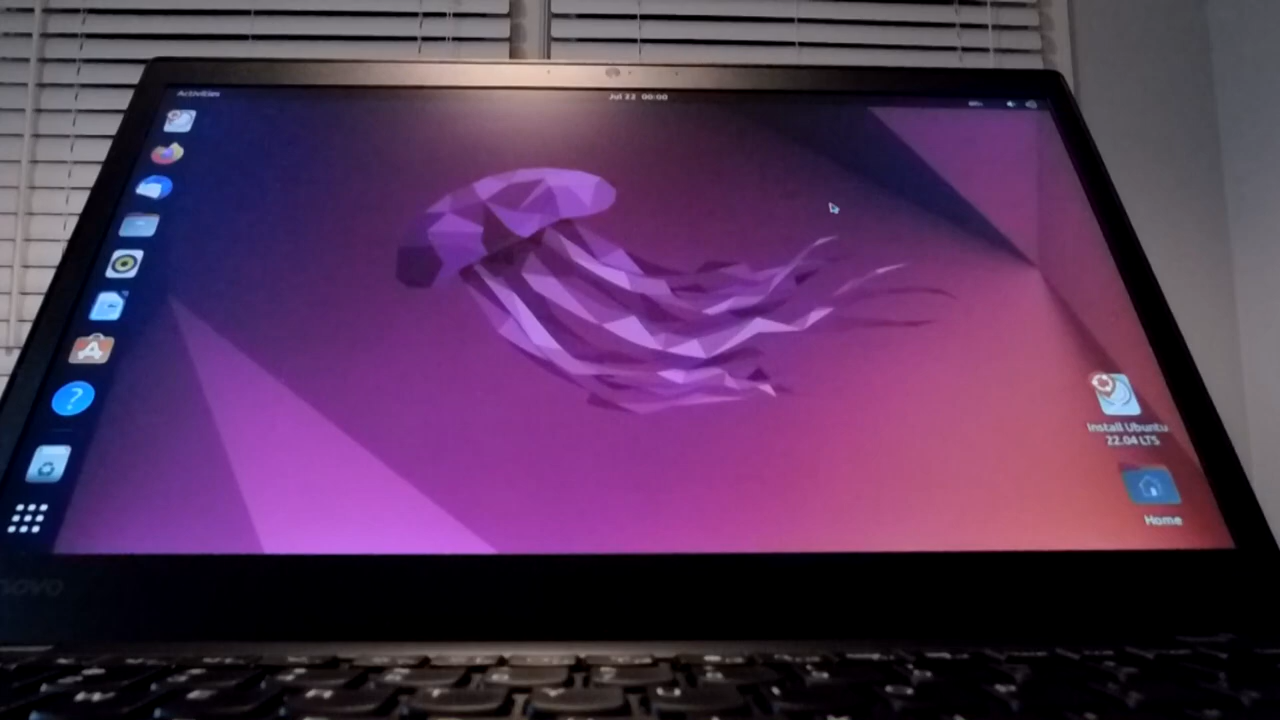 Activities
Jul 22 00:00
Install Ubuntu
22.04 LTS
Home
?